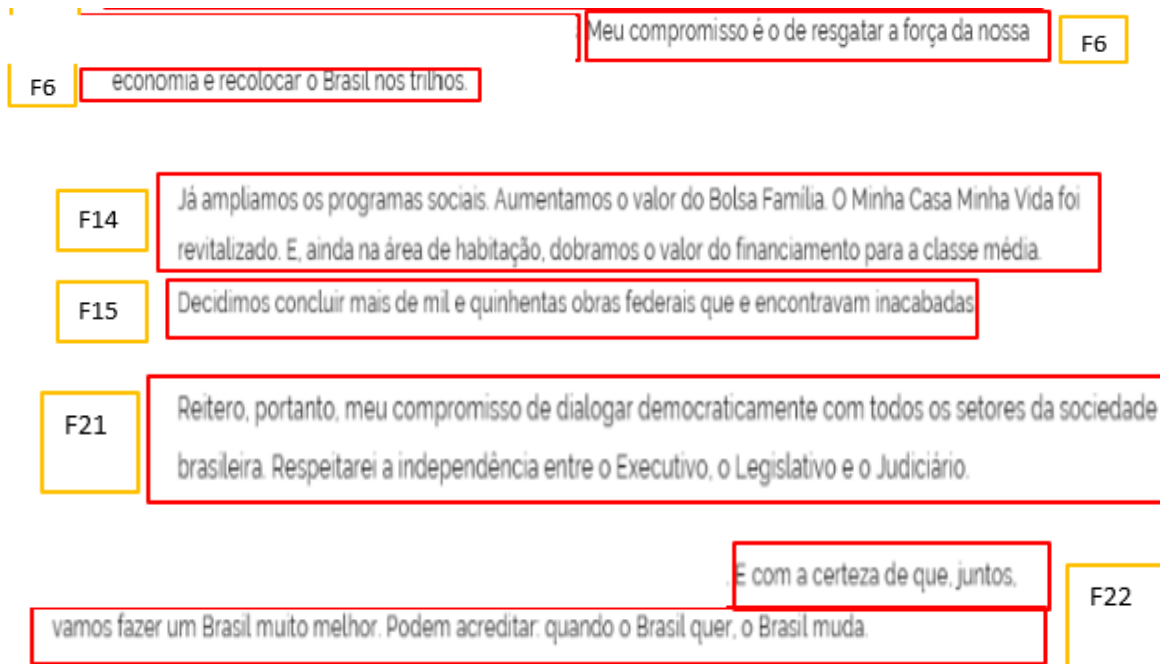 Meu compromisso é o de resgatar a força da nossa F6
F6 economia e recolocar o Brasil nos trilhos.
F14 Já ampliamos os programas sociais. Aumentamos o valor do Bolsa Família. O Minha Casa Minha Vida foi
revitalizado. E, ainda na área de habitação, dobramos o valor do financiamento para a classe média.
F15 Decidimos concluir mais de mil e quinhentas obras federais que e encontravam inacabadas
F21 Reitero, portanto, meu compromisso de dialogar democraticamente com todos os setores da sociedade
brasileira. Respeitarei a independência entre o Executivo, o Legislativo e o Judiciário.
. E com a certeza de que, juntos, F22
vamos fazer um Brasil muito melhor. Podem acreditar: quando o Brasil quer, o Brasil muda.